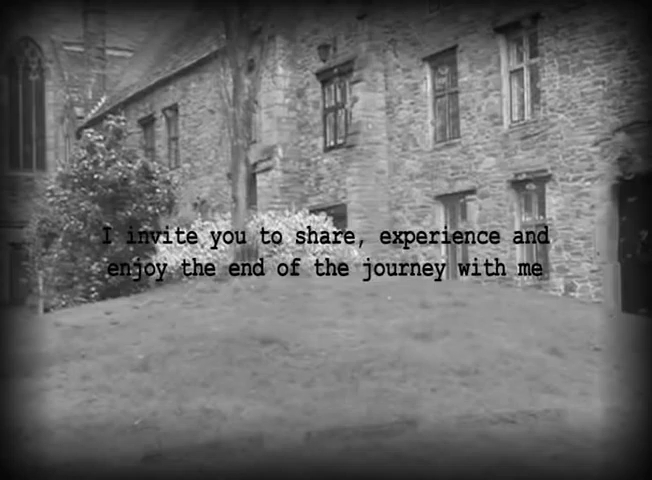 I invite you to share, experience and
enjoy the end of the journey with me